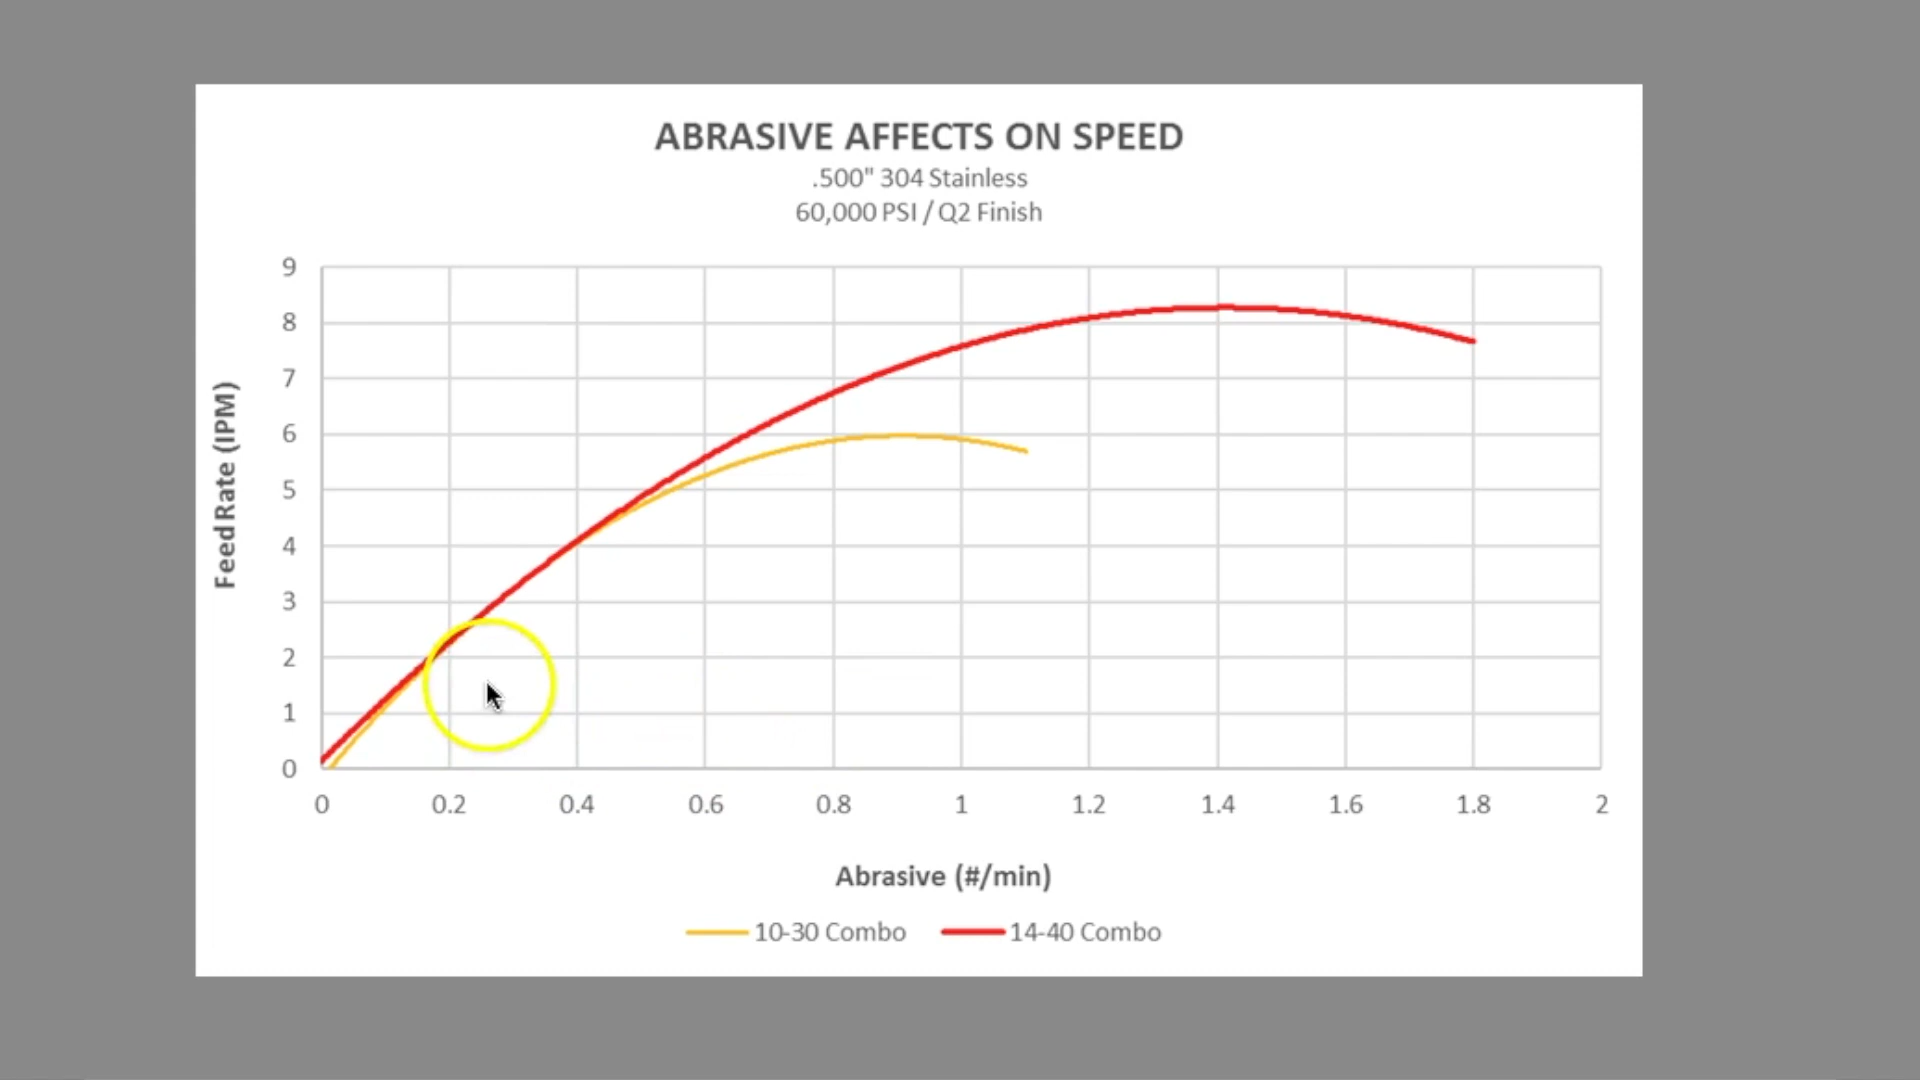 ABRASIVE AFFECTS ON SPEED
.500" 304 Stainless
60,000 PSI / Q2 Finish
Feed Rate (IPM)
9
8
7
6
5
4
3
2
1
0
0 0.2 0.4 0.6 0.8 1 1.2 1.4 1.6 1.8 2
Abrasive (#/min)
10-30 Combo 14-40 Combo